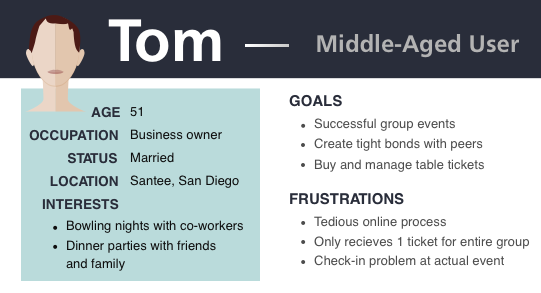 Tom — Middle-Aged User
AGE 51
OCCUPATION Business owner
STATUS Married
LOCATION Santee, San Diego
INTERESTS
• Bowling nights with co-workers
• Dinner parties with friends
and family
GOALS
• Successful group events
• Create tight bonds with peers
• Buy and manage table tickets
FRUSTRATIONS
• Tedious online process
• Only recieves 1 ticket for entire group
• Check-in problem at actual event